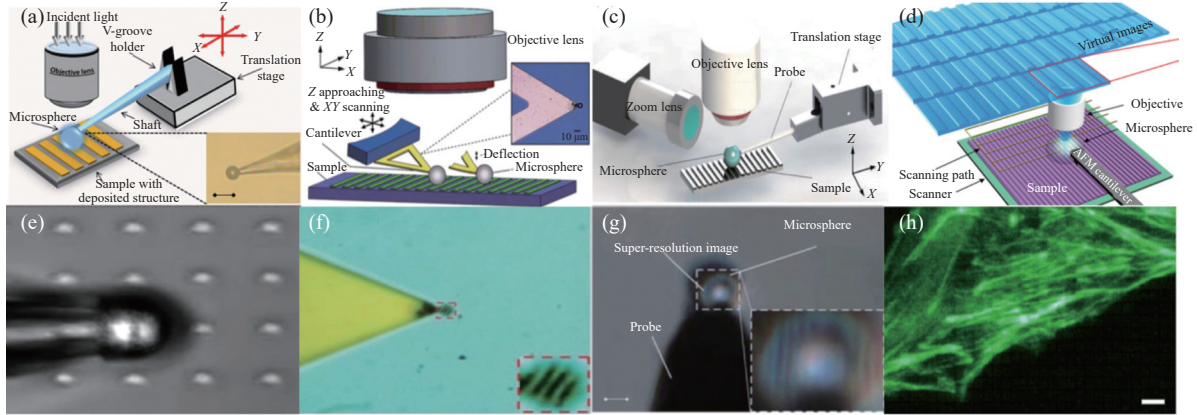 (a)
Incident light
V-groove
holder
Z
X
Y
Translation
stage
Objective lens
Microsphere
Shaft
Sample with
deposited structure
(b)
Z
Y
X
Objective lens
Z approaching
& XY scanning
Cantilever
10 μm
Deflection
Sample
Microsphere
(c)
Translation stage
Objective lens
Probe
Zoom lens
Microsphere
Sample
Z
Y
X
(d)
Virtual images
Objective
Microsphere
AFM cantilever
Scanning path
Scanner
Sample
(e)
(f)
(g)
Microsphere
Super-resolution image
Probe
(h)